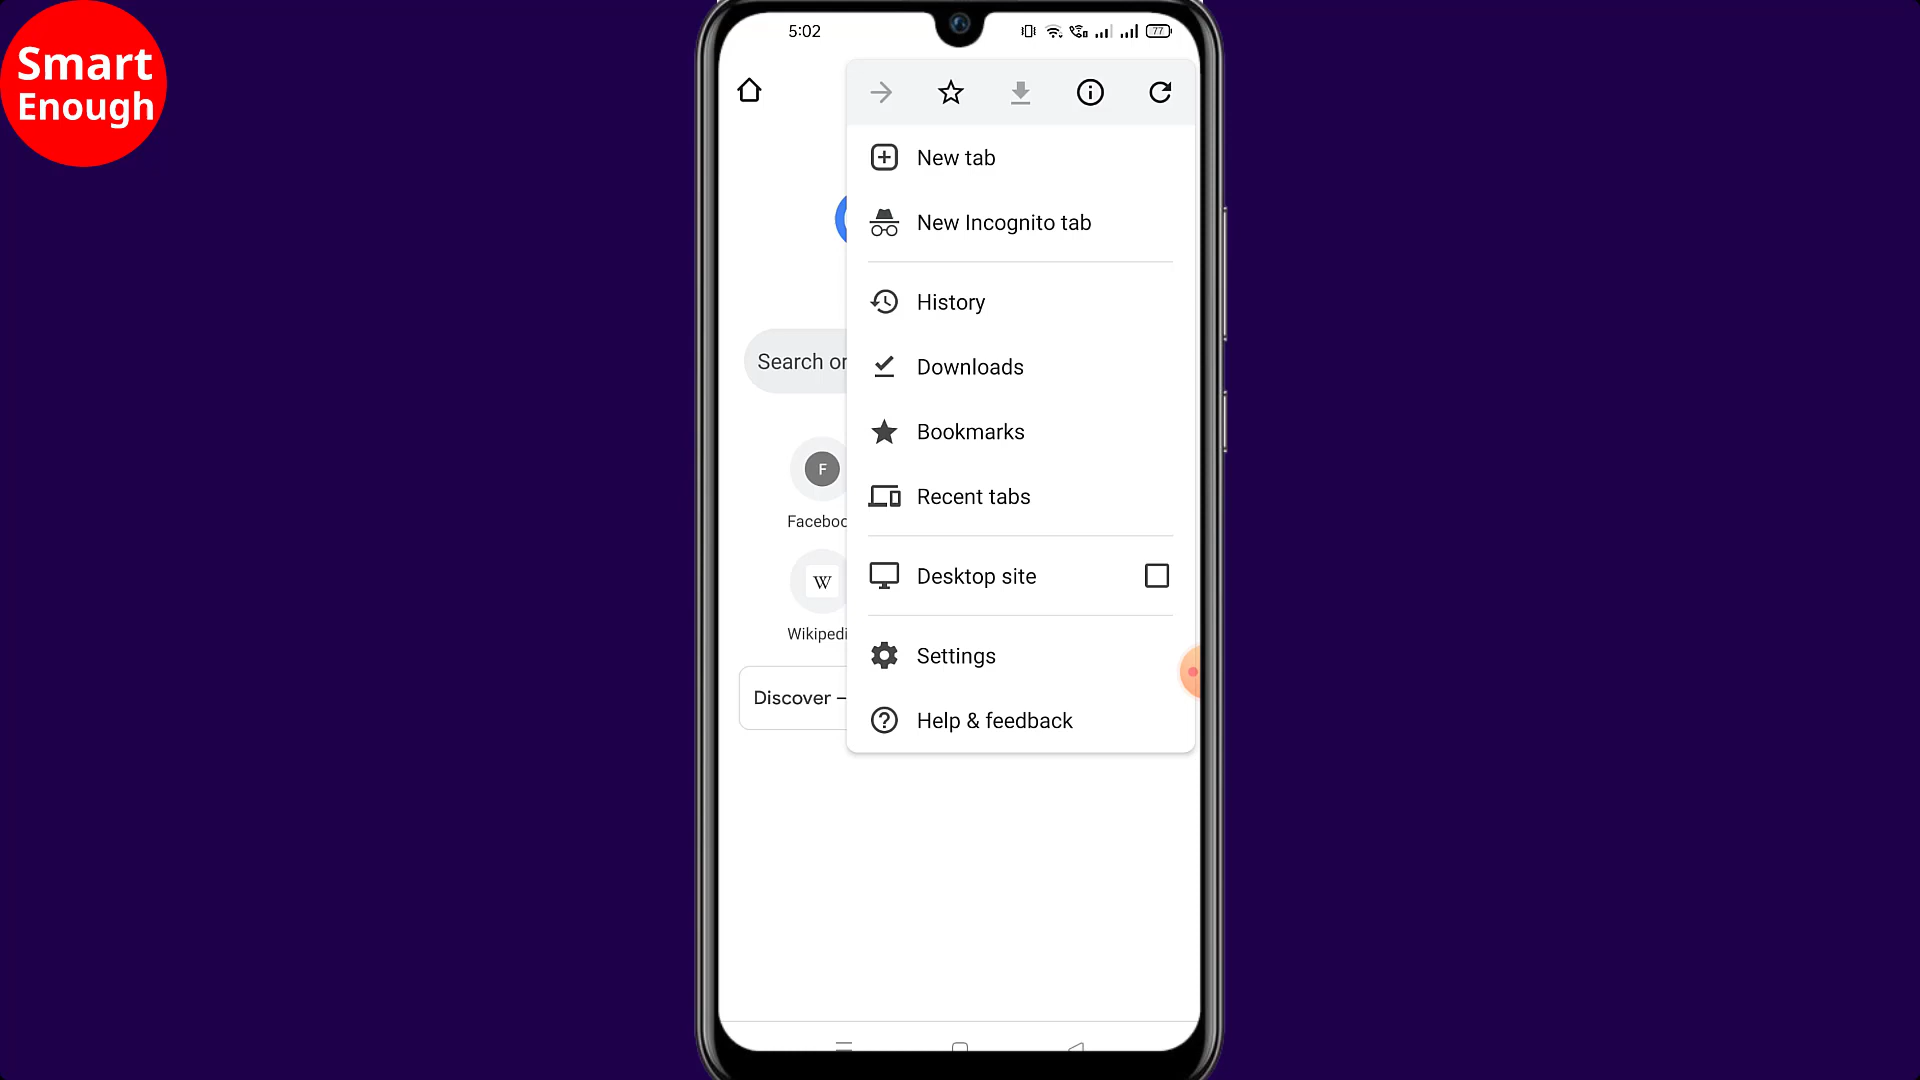 Smart
Enough
5:02
77
New tab
New Incognito tab
History
Search or
Downloads
Bookmarks
F
Recent tabs
Faceboo
Desktop site
W
Wikipedi
Settings
Discover –
Help & feedback